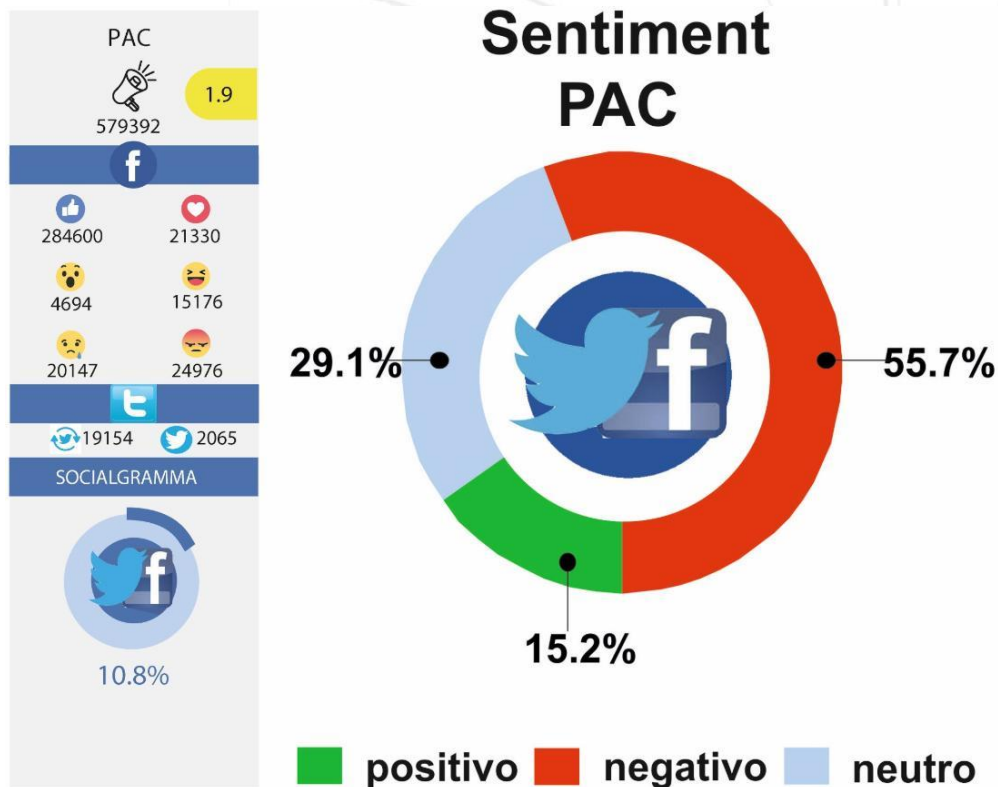 PAC
1.9
579392
f
284600 21330
4694 15176
20147 24976
t
19154 2065
SOCIALGRAMMA
f
10.8%
Sentiment
PAC
29.1%
f
55.7%
15.2%
positivo negativo neutro